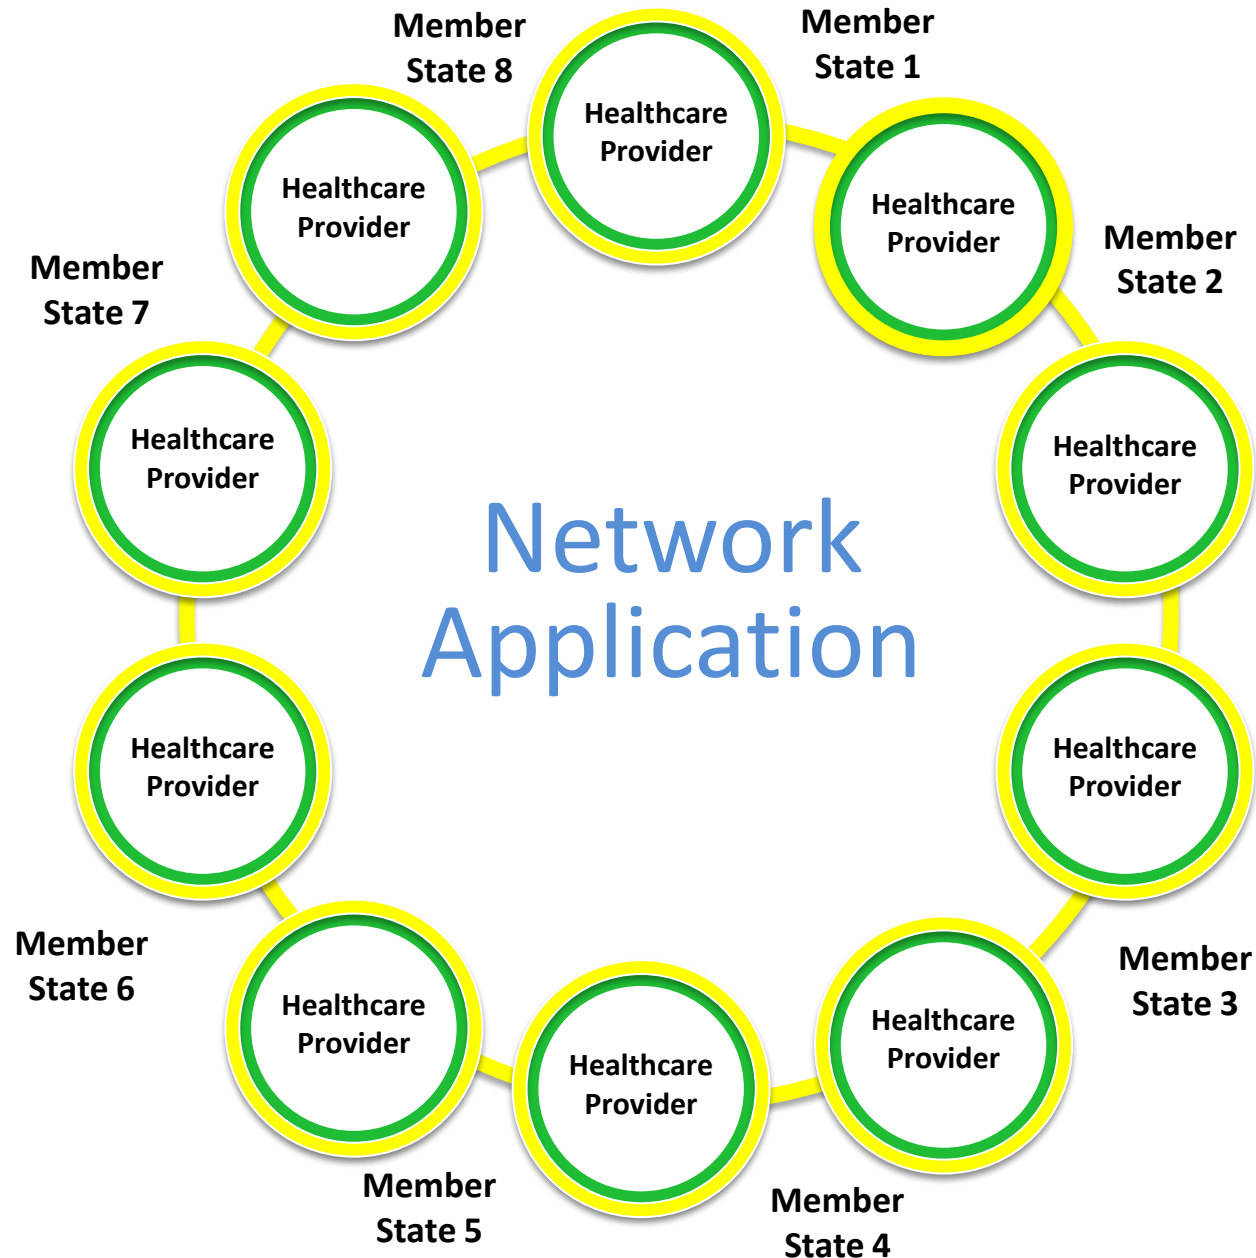 Member
State 8
Member
State 1
Healthcare
Provider
Healthcare
Provider
Healthcare
Provider
Member
State 2
Member
State 7
Healthcare
Provider
Healthcare
Provider
Network
Application
Healthcare
Provider
Healthcare
Provider
Member
State 6
Member
State 3
Healthcare
Provider
Healthcare
Provider
Healthcare
Provider
Member
State 5
Member
State 4